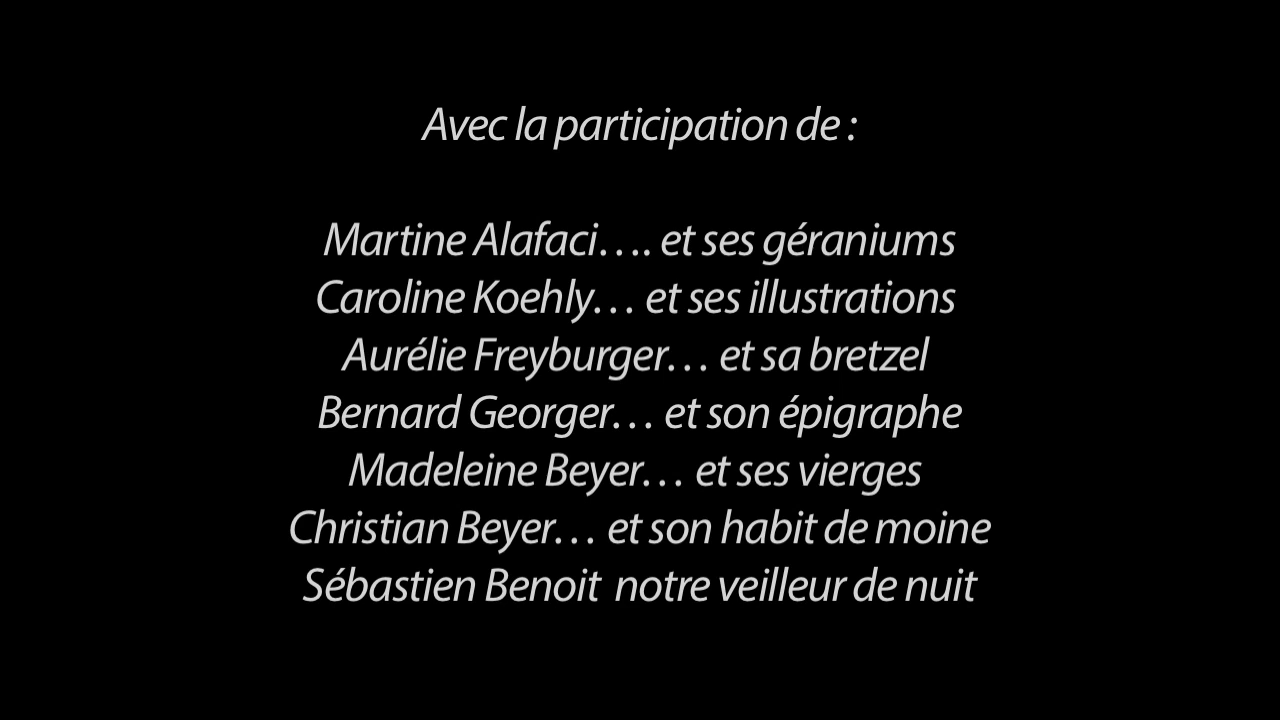 Avec la participation de :
Martine Alafaci.... et ses géraniums
Caroline Koehly... et ses illustrations
Aurélie Freyburger... et sa bretzel
Bernard Georger... et son épigraphe
Madeleine Beyer... et ses vierges
Christian Beyer... et son habit de moine
Sébastien Benoit  notre veilleur de nuit